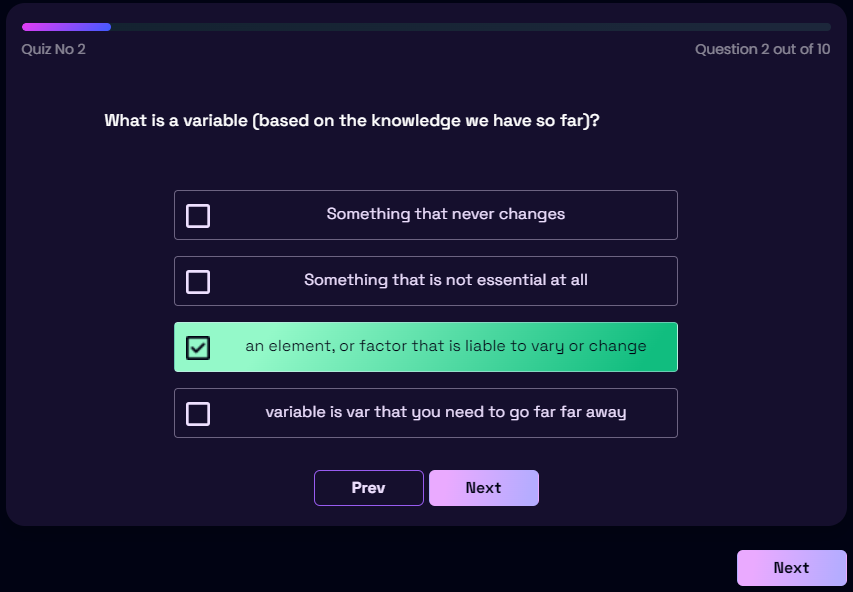 Quiz No 2
Question 2 out of 10
What is a variable (based on the knowledge we have so far)?
Something that never changes
Something that is not essential at all
an element, or factor that is liable to vary or change
variable is var that you need to go far far away
Prev
Next
Next